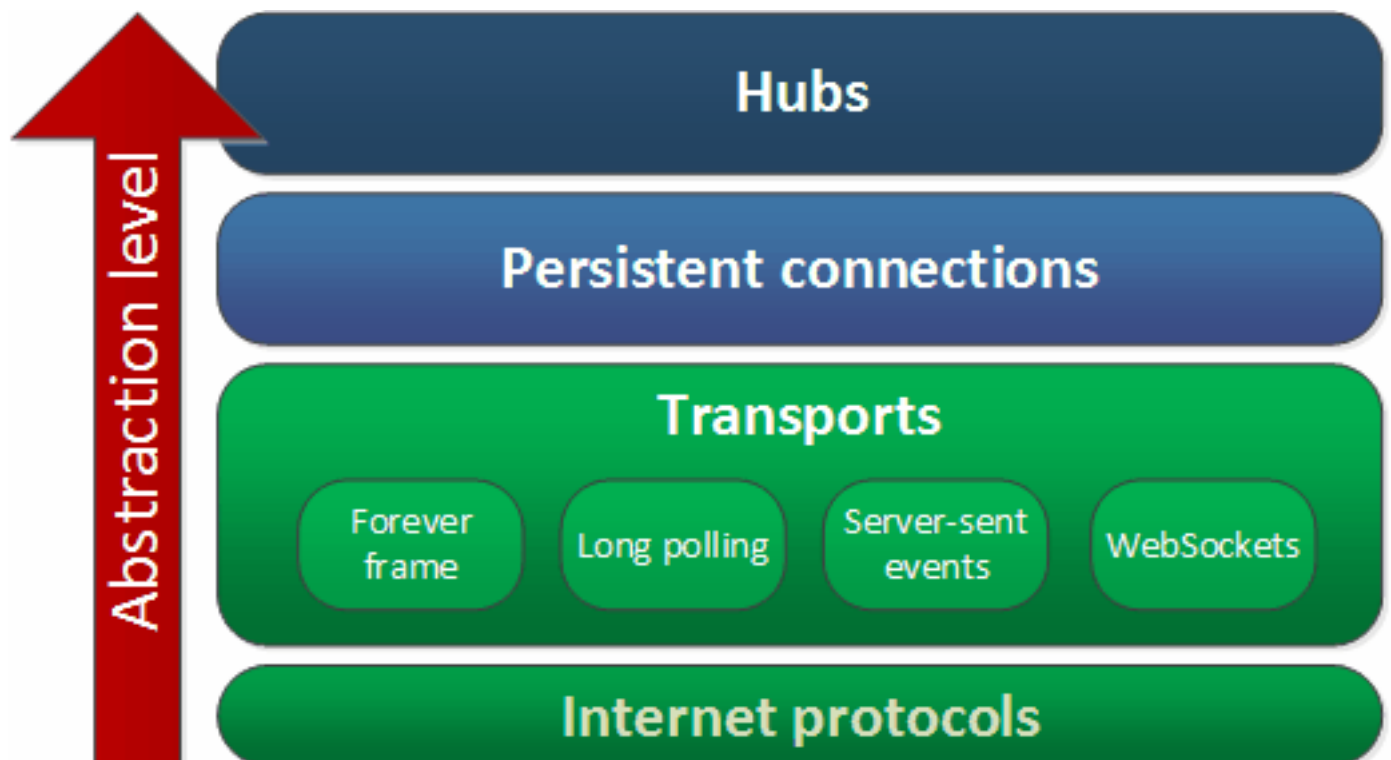 Abstraction level
Hubs
Persistent connections
Transports
Forever
frame
Long polling
Server-sent
events
WebSockets
Internet protocols